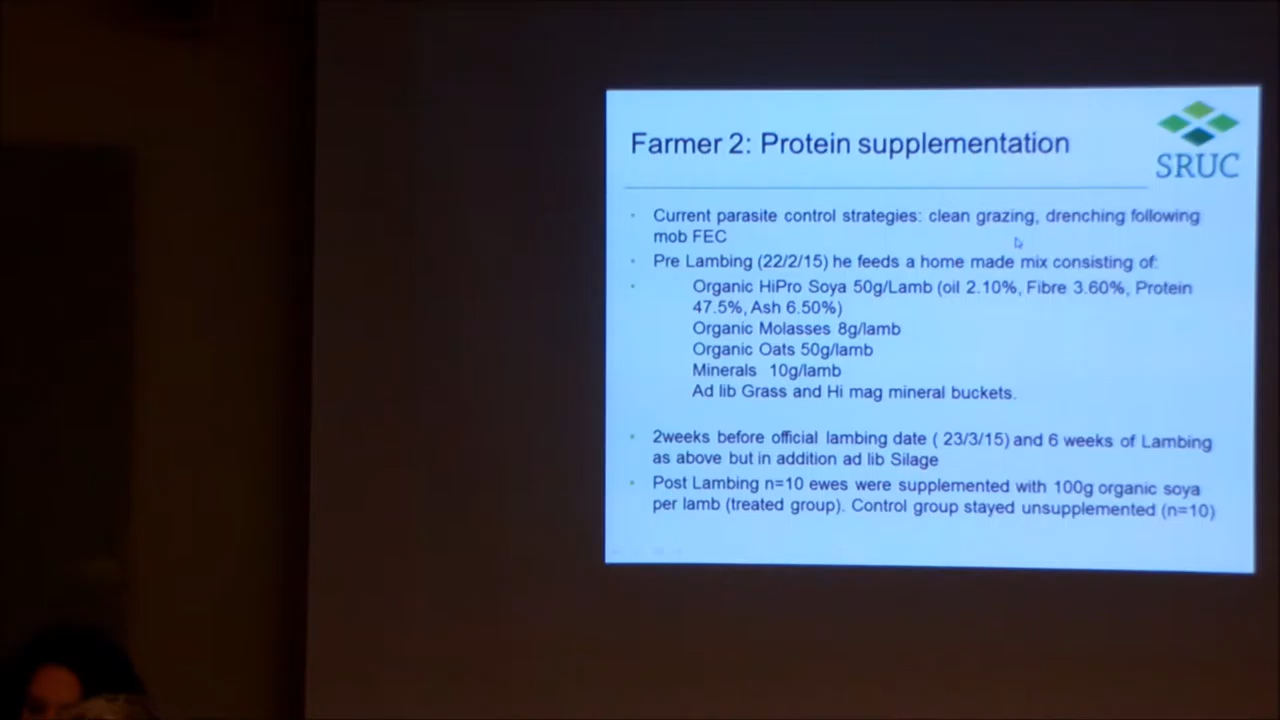 Farmer 2: Protein supplementation
SRUC
Current parasite control strategies: clean grazing, drenching following
mob FEC
Pre Lambing (22/2/15) he feeds a home made mix consisting of:
Organic HiPro Soya 50g/Lamb (oil 2.10%, Fibre 3.60%, Protein
47.5%, Ash 6.50%)
Organic Molasses 8g/lamb
Organic Oats 50g/lamb
Minerals 10g/lamb
Ad lib Grass and Hi mag mineral buckets.
2weeks before official lambing date ( 23/3/15) and 6 weeks of Lambing
as above but in addition ad lib Silage
Post Lambing n=10 ewes were supplemented with 100g organic soya
per lamb (treated group). Control group stayed unsupplemented (n=10)